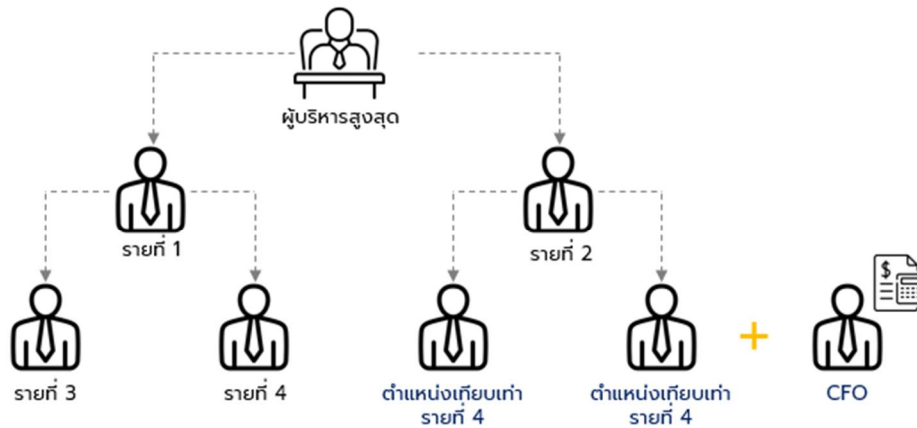 ผู้บริหารสูงสุด
รายที่ 1
รายที่ 2
$
รายที่ 3
รายที่ 4
ตำแหน่งเทียบเท่า
รายที่ 4
ตำแหน่งเทียบเท่า
รายที่ 4
+
CFO